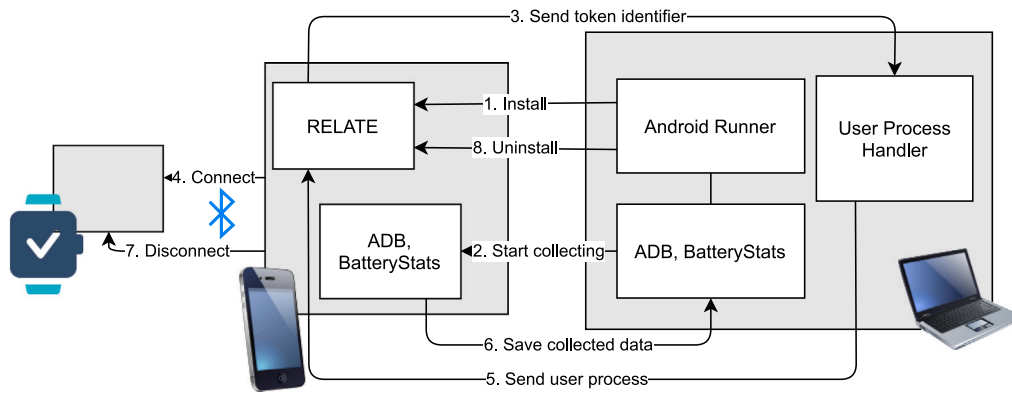 3. Send token identifier
RELATE
1. Install
Android Runner
User Process
Handler
8. Uninstall
4. Connect
7. Disconnect
ADB,
BatteryStats
2. Start collecting
ADB, BatteryStats
6. Save collected data
5. Send user process